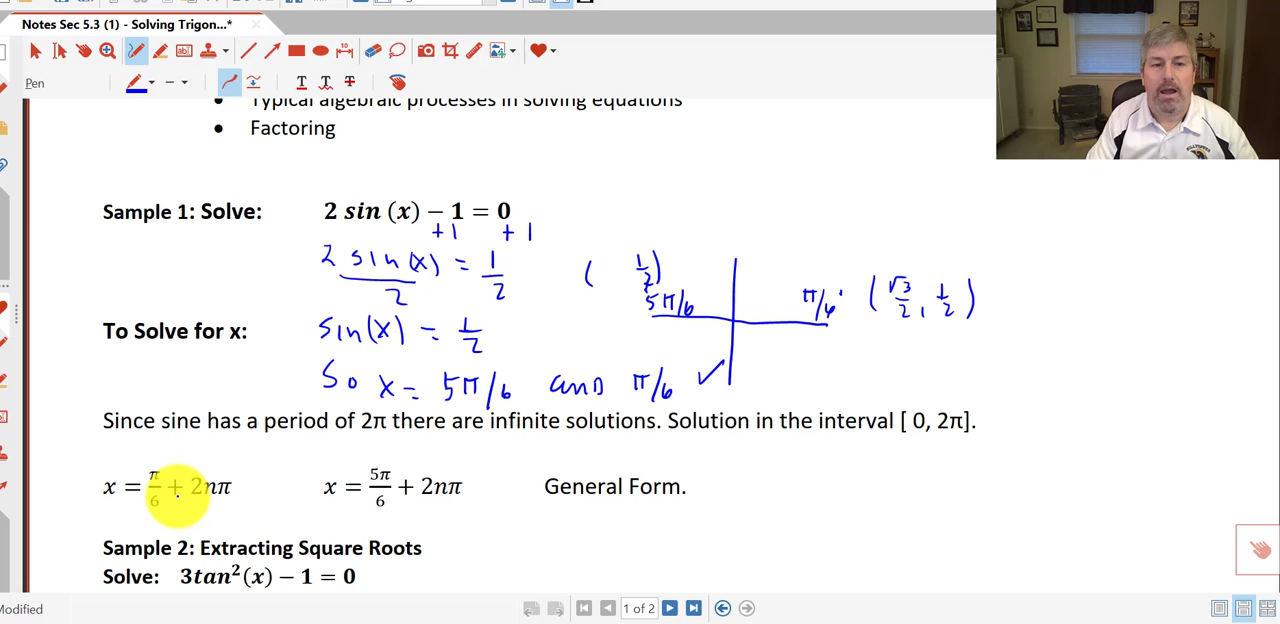 Notes Sec 5.3 (1) - Solving Trigon...*
Pen
Typical algebraic processes in solving equations
• Factoring
Sample 1: Solve: 2 sin (x) − 1 = 0
+1 +1
2 sin(x) = 1
2 2
( 1/2)
5π/6 π/6 (√3/2, 1/2)
To Solve for x: sin(x) = 1/2
So x = 5π/6 and π/6 ✓
Since sine has a period of 2π there are infinite solutions. Solution in the interval [ 0, 2π].
x = π/6 + 2nπ x = 5π/6 + 2nπ General Form.
Sample 2: Extracting Square Roots
Solve: 3tan²(x) − 1 = 0
Modified
1 of 2